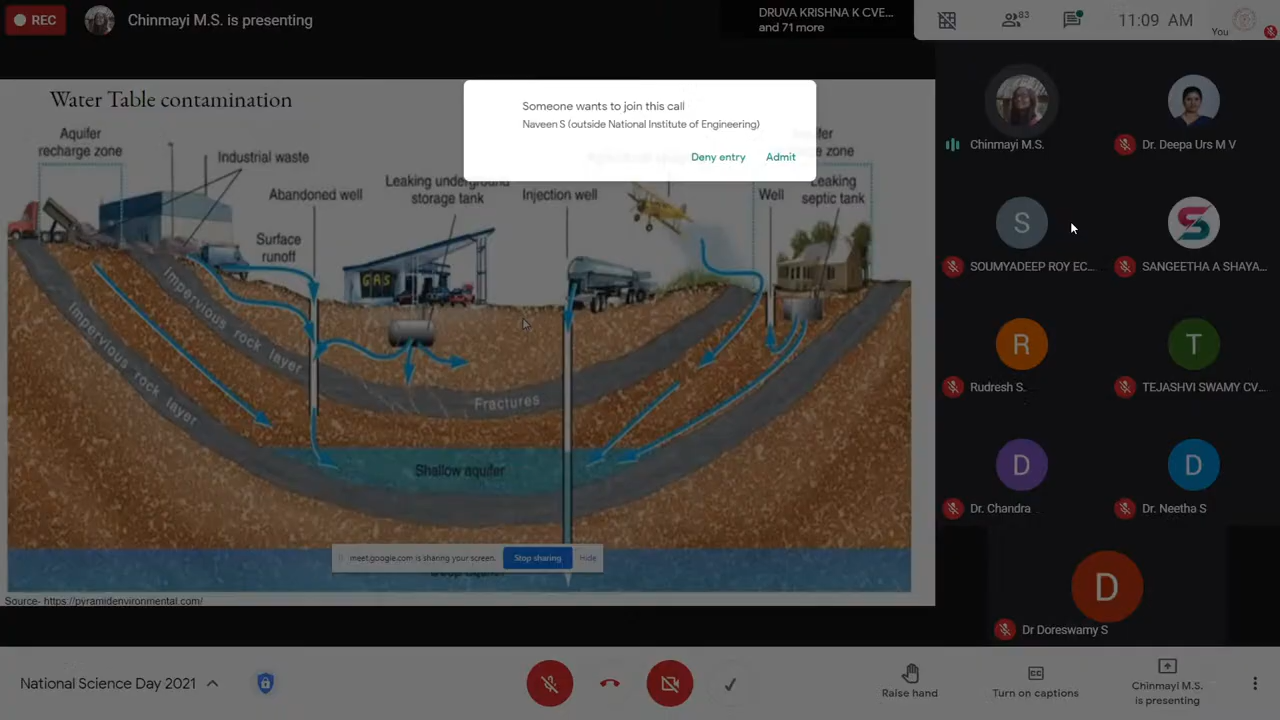 REC
Chinmayi M.S. is presenting
DRUVA KRISHNA K CVE...
and 71 more
83
11:09 AM
You
Water Table contamination
Someone wants to join this call
Naveen S (outside National Institute of Engineering)
Deny entry
Admit
Aquifer
recharge zone
Industrial waste
Abandoned well
Leaking underground
storage tank
Injection well
zone
Well
Leaking
septic tank
Surface
runoff
GAS
Impervious rock layer
Impervious rock layer
Fractures
Shallow aquifer
meet.google.com is sharing your screen.
Stop sharing
Hide
Source- https://pyramidenvironmental.com/
Chinmayi M.S.
Dr. Deepa Urs M V
S
SOUMYADEEP ROY EC...
S
SANGEETHA A SHAYA...
R
Rudresh S.
T
TEJASHVI SWAMY CV...
D
Dr. Chandra
D
Dr. Neetha S
D
Dr Doreswamy S
National Science Day 2021
Raise hand
CC
Turn on captions
Chinmayi M.S.
is presenting